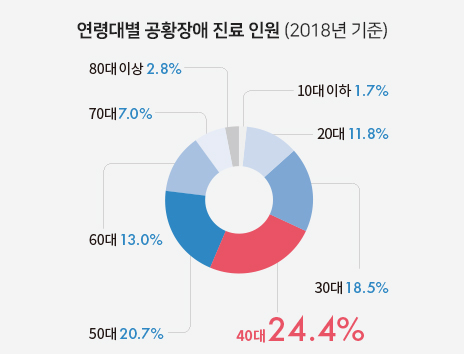 연령대별 공황장애 진료 인원 (2018년 기준)
80대이상 2.8%
10대이하 1.7%
70대 7.0%
20대 11.8%
60대 13.0%
30대 18.5%
50대 20.7%
40대 24.4%